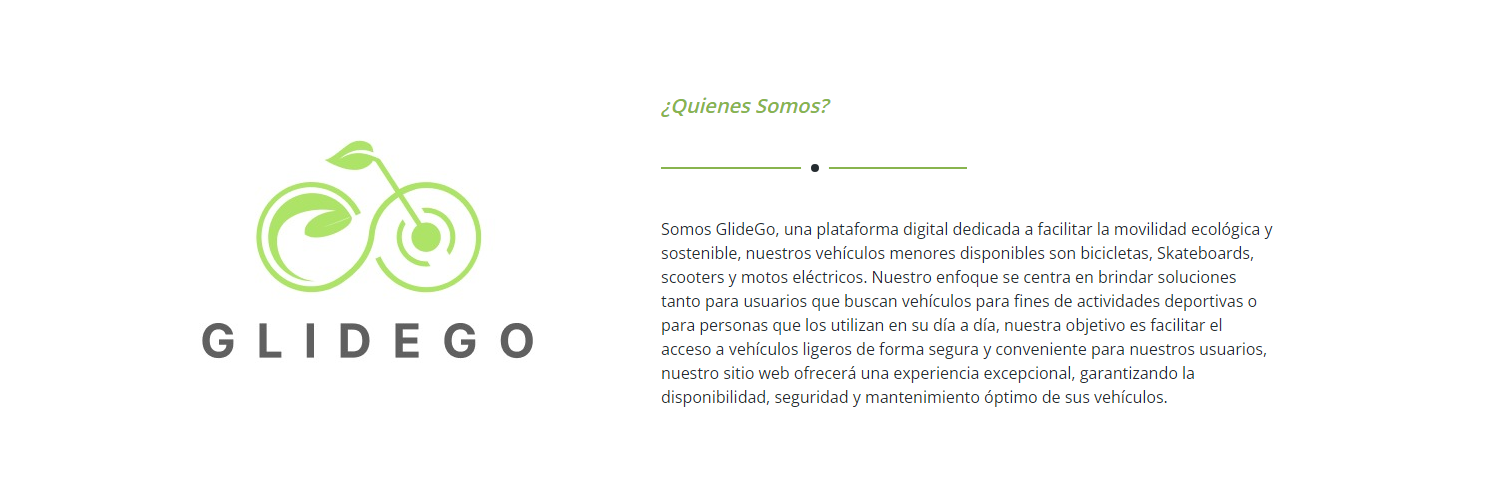 GLIDEGO
¿Quienes Somos?
Somos GlideGo, una plataforma digital dedicada a facilitar la movilidad ecológica y
sostenible, nuestros vehículos menores disponibles son bicicletas, Skateboards,
scooters y motos eléctricos. Nuestro enfoque se centra en brindar soluciones
tanto para usuarios que buscan vehículos para fines de actividades deportivas o
para personas que los utilizan en su día a día, nuestra objetivo es facilitar el
acceso a vehículos ligeros de forma segura y conveniente para nuestros usuarios,
nuestro sitio web ofrecerá una experiencia excepcional, garantizando la
disponibilidad, seguridad y mantenimiento óptimo de sus vehículos.